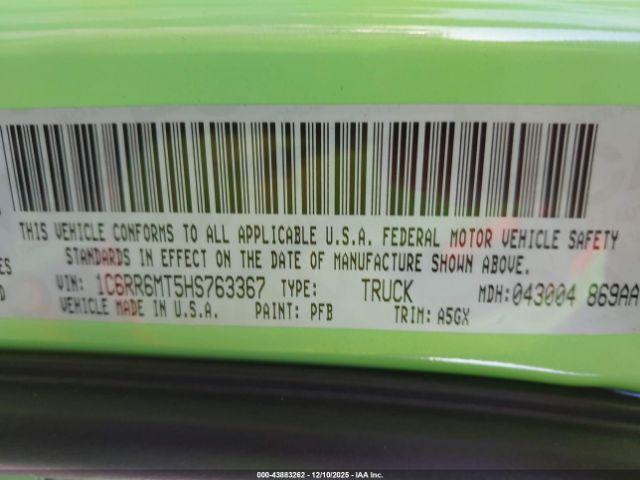 THIS VEHICLE CONFORMS TO ALL APPLICABLE U.S.A. FEDERAL MOTOR VEHICLE SAFETY
STANDARDS IN EFFECT ON THE DATE OF MANUFACTURE SHOWN ABOVE.
VIN: 1C6RR6MT5HS763367 TYPE: TRUCK MDH:043004 869AA
VEHICLE MADE IN U.S.A. PAINT: PFB TRIM: A5GX
000-43883262 - 12/10/2025 - IAA Inc.